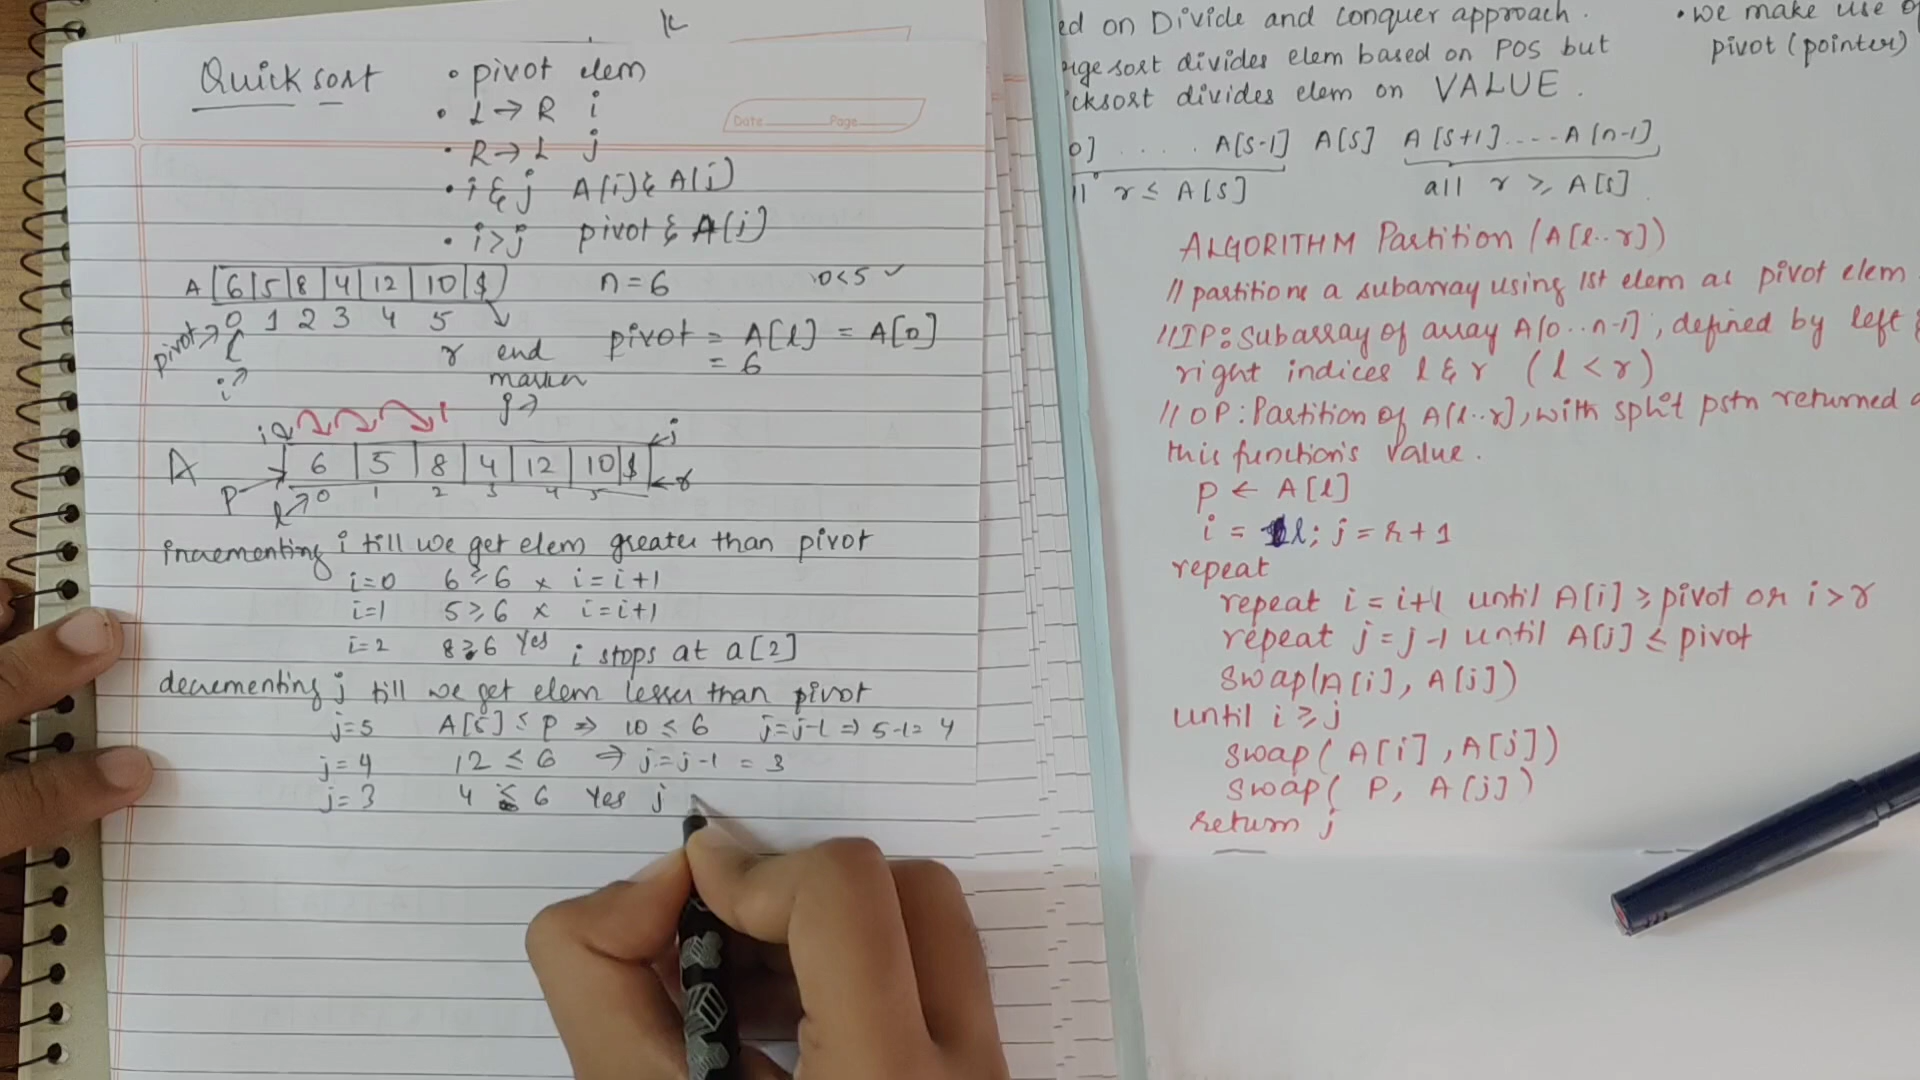 k
Quick sort
• pivot elem
• L → R i
• R → L j
• i & j A[i] & A[j]
• i > j pivot & A[j]
Date Page
A 6 5 8 4 12 10 $
n = 6
0<5 ✓
0 1 2 3 4 5
pivot →
l
i
r end
marker
j →
pivot = A[l] = A[0]
= 6
i j
A 6 5 8 4 12 10 $
p r
l 0 1 2 3 4 5
incrementing i till we get elem greater than pivot
i=0 6 ≥ 6 x i = i+1
i=1 5 ≥ 6 x i = i+1
i=2 8 ≥ 6 Yes i stops at a[2]
decrementing j till we get elem lesser than pivot
j=5 A[5] ≤ p ⇒ 10 ≤ 6 j=j-1 ⇒ 5-1= 4
j=4 12 ≤ 6 → j=j-1 = 3
j=3 4 ≤ 6 Yes j
ed on Divide and conquer approach.
sort divides elem based on POS but
cksort divides elem on VALUE.
• we make use
pivot (pointer)
0] .... A[s-1] A[s] A[s+1] .... A[n-1]
r ≤ A[s] all r ≥ A[s]
ALGORITHM Partition (A[l..r])
// partitions a subarray using 1st elem as pivot elem
// IP: Subarray of array A[0..n-1], defined by left &
right indices l & r (l < r)
// OP: Partition of A[l..r], with split pstn returned
this function's value.
p ← A[l]
i = l; j = r + 1
repeat
repeat i = i+1 until A[i] ≥ pivot or i > r
repeat j = j-1 until A[j] ≤ pivot
swap(A[i], A[j])
until i ≥ j
swap( A[i], A[j])
swap( P, A[j])
return j